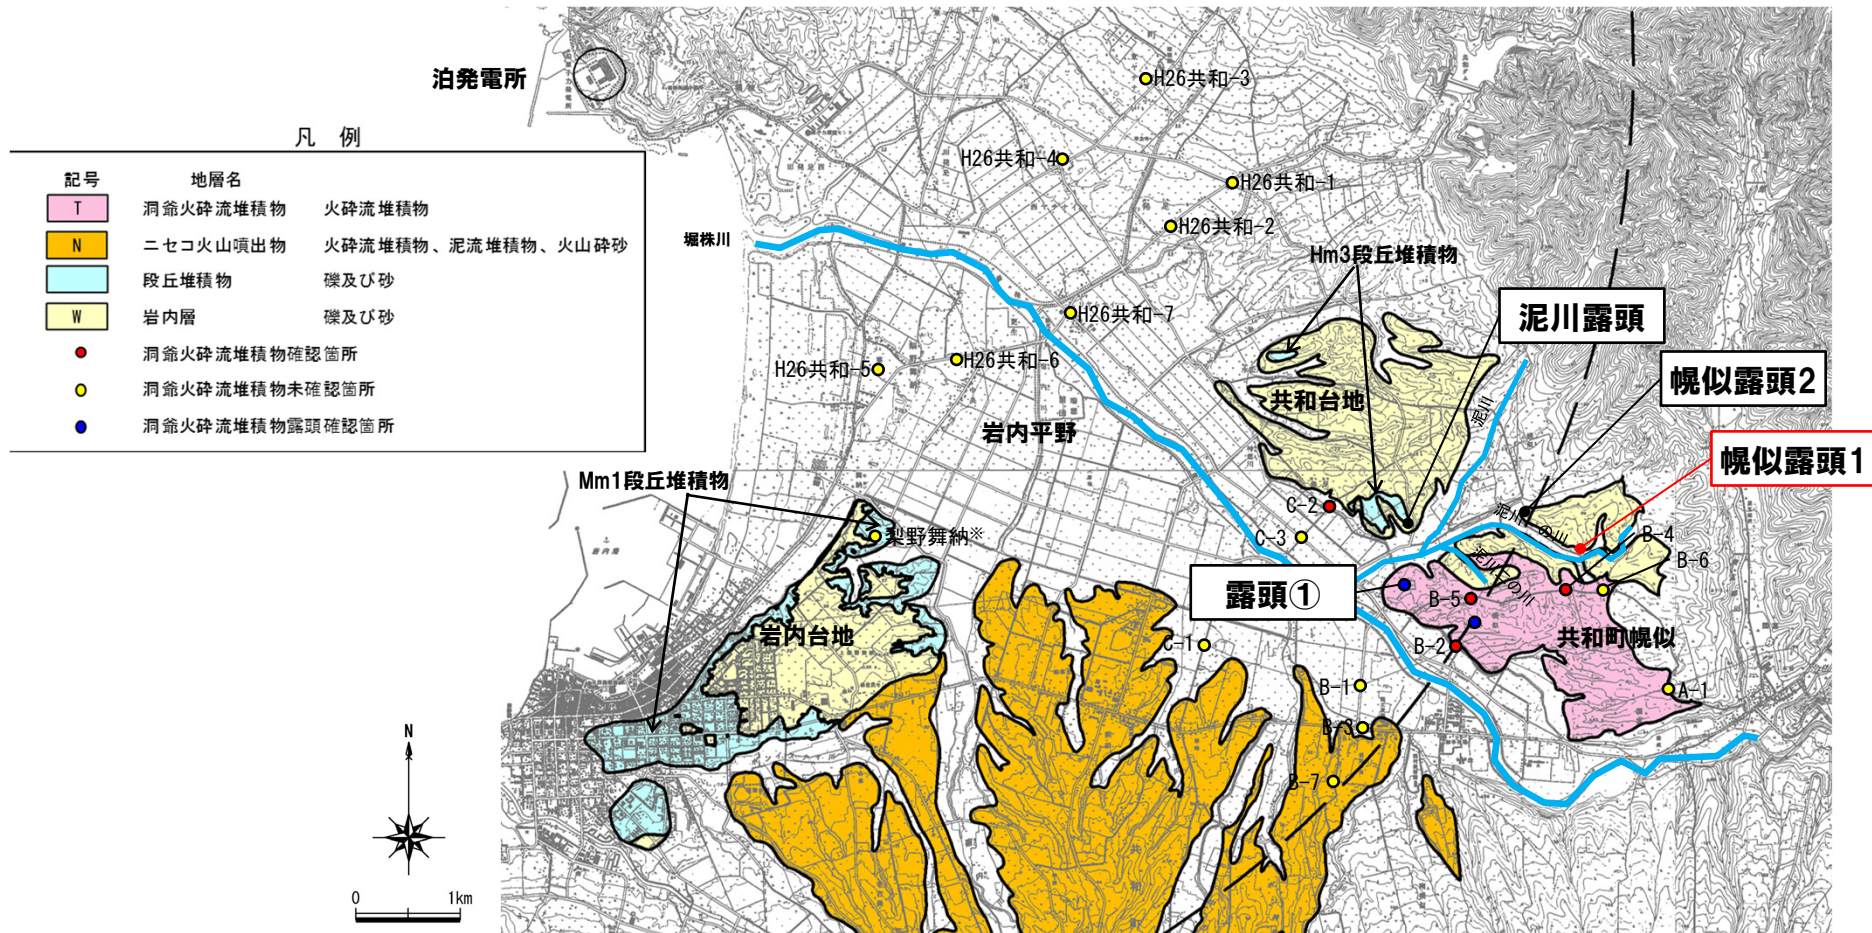 泊発電所
凡 例
記号 地層名
T 洞爺火砕流堆積物 火砕流堆積物
N ニセコ火山噴出物 火砕流堆積物、泥流堆積物、火山砕砂
段丘堆積物 礫及び砂
W 岩内層 礫及び砂
洞爺火砕流堆積物確認箇所
洞爺火砕流堆積物未確認箇所
洞爺火砕流堆積物露頭確認箇所
H26共和-3
H26共和-4
H26共和-1
H26共和-2
堀株川
Hm3段丘堆積物
泥川露頭
H26共和-7
H26共和-6
H26共和-5
幌似露頭2
共和台地
泥川
岩内平野
幌似露頭1
Mm1段丘堆積物
C-2
泥川
の川
梨野舞納※
C-3
B-4
B-6
露頭①
泥川
の川
B-5
岩内台地
C-1
B-2
共和町幌似
B-1
A-1
B-3
B-7
N
0 1km